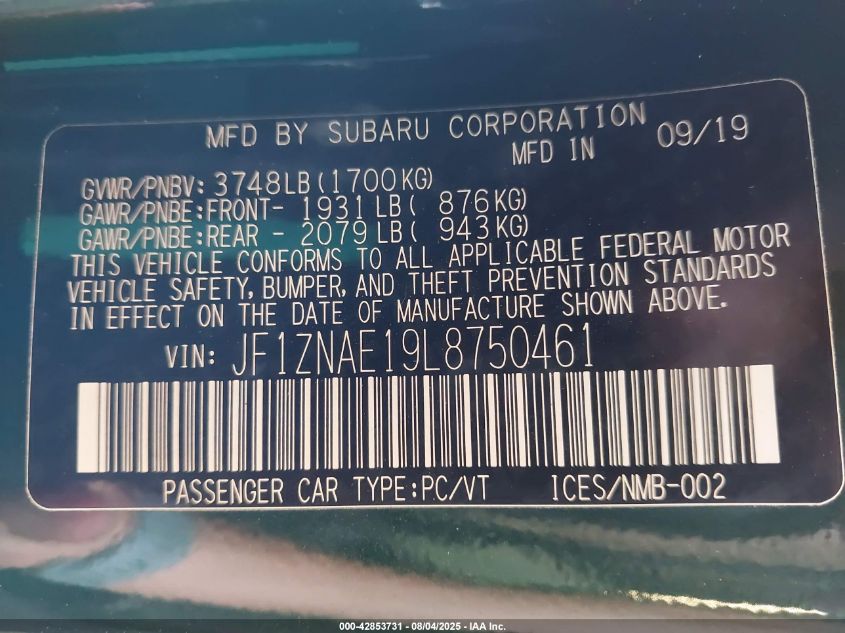 MFD BY SUBARU CORPORATION
MFD IN 09/19
GVWR/PNBV: 3748LB (1700KG)
GAWR/PNBE:FRONT- 1931 LB ( 876KG)
GAWR/PNBE:REAR - 2079 LB ( 943KG)
THIS VEHICLE CONFORMS TO ALL APPLICABLE FEDERAL MOTOR
VEHICLE SAFETY, BUMPER, AND THEFT PREVENTION STANDARDS
IN EFFECT ON THE DATE OF MANUFACTURE SHOWN ABOVE.
VIN: JF1ZNAE19L8750461
PASSENGER CAR TYPE:PC/VT ICES/NMB-002
000-42853731 - 08/04/2025 - IAA Inc.